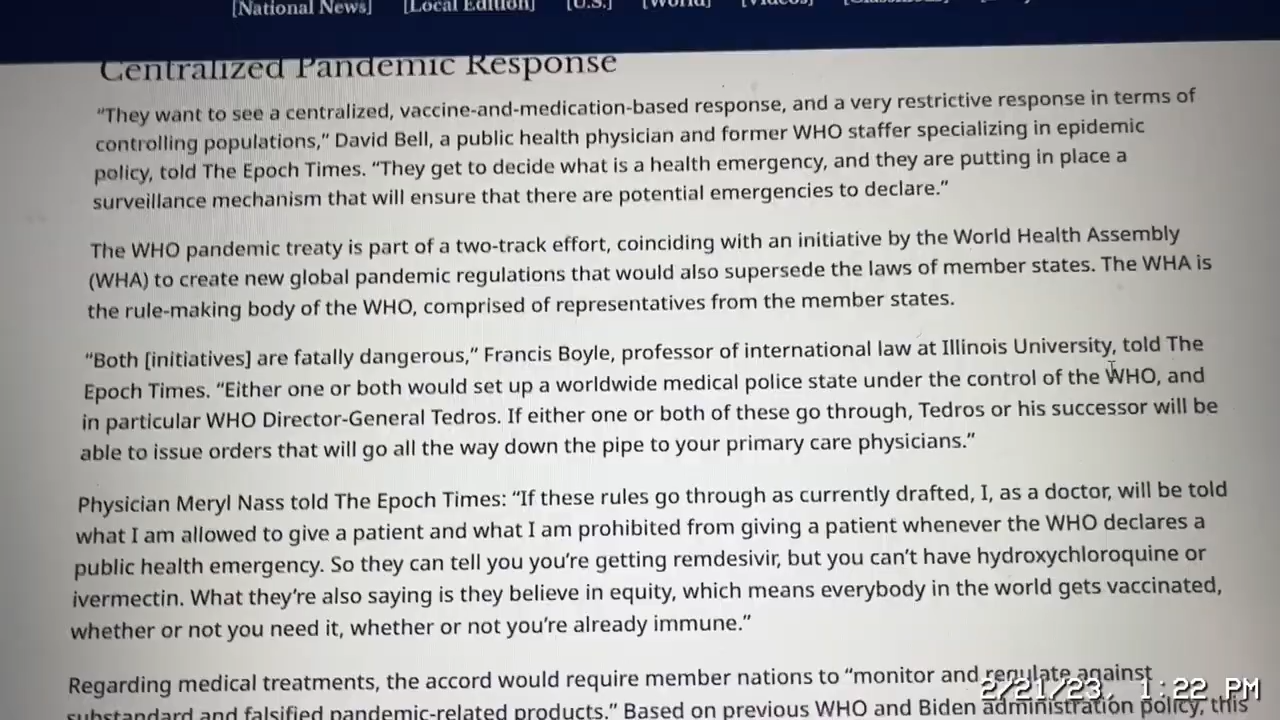 [National News] [Local Edition] [U.S.] [World] [Videos]
Centralized Pandemic Response
“They want to see a centralized, vaccine-and-medication-based response, and a very restrictive response in terms of
controlling populations,” David Bell, a public health physician and former WHO staffer specializing in epidemic
policy, told The Epoch Times. “They get to decide what is a health emergency, and they are putting in place a
surveillance mechanism that will ensure that there are potential emergencies to declare.”
The WHO pandemic treaty is part of a two-track effort, coinciding with an initiative by the World Health Assembly
(WHA) to create new global pandemic regulations that would also supersede the laws of member states. The WHA is
the rule-making body of the WHO, comprised of representatives from the member states.
“Both [initiatives] are fatally dangerous,” Francis Boyle, professor of international law at Illinois University, told The
Epoch Times. “Either one or both would set up a worldwide medical police state under the control of the WHO, and
in particular WHO Director-General Tedros. If either one or both of these go through, Tedros or his successor will be
able to issue orders that will go all the way down the pipe to your primary care physicians.”
Physician Meryl Nass told The Epoch Times: “If these rules go through as currently drafted, I, as a doctor, will be told
what I am allowed to give a patient and what I am prohibited from giving a patient whenever the WHO declares a
public health emergency. So they can tell you you’re getting remdesivir, but you can’t have hydroxychloroquine or
ivermectin. What they’re also saying is they believe in equity, which means everybody in the world gets vaccinated,
whether or not you need it, whether or not you’re already immune.”
Regarding medical treatments, the accord would require member nations to “monitor and regulate against
substandard and falsified pandemic-related products.” Based on previous WHO and Biden administration policy, this
2/21/23, 1:22 PM